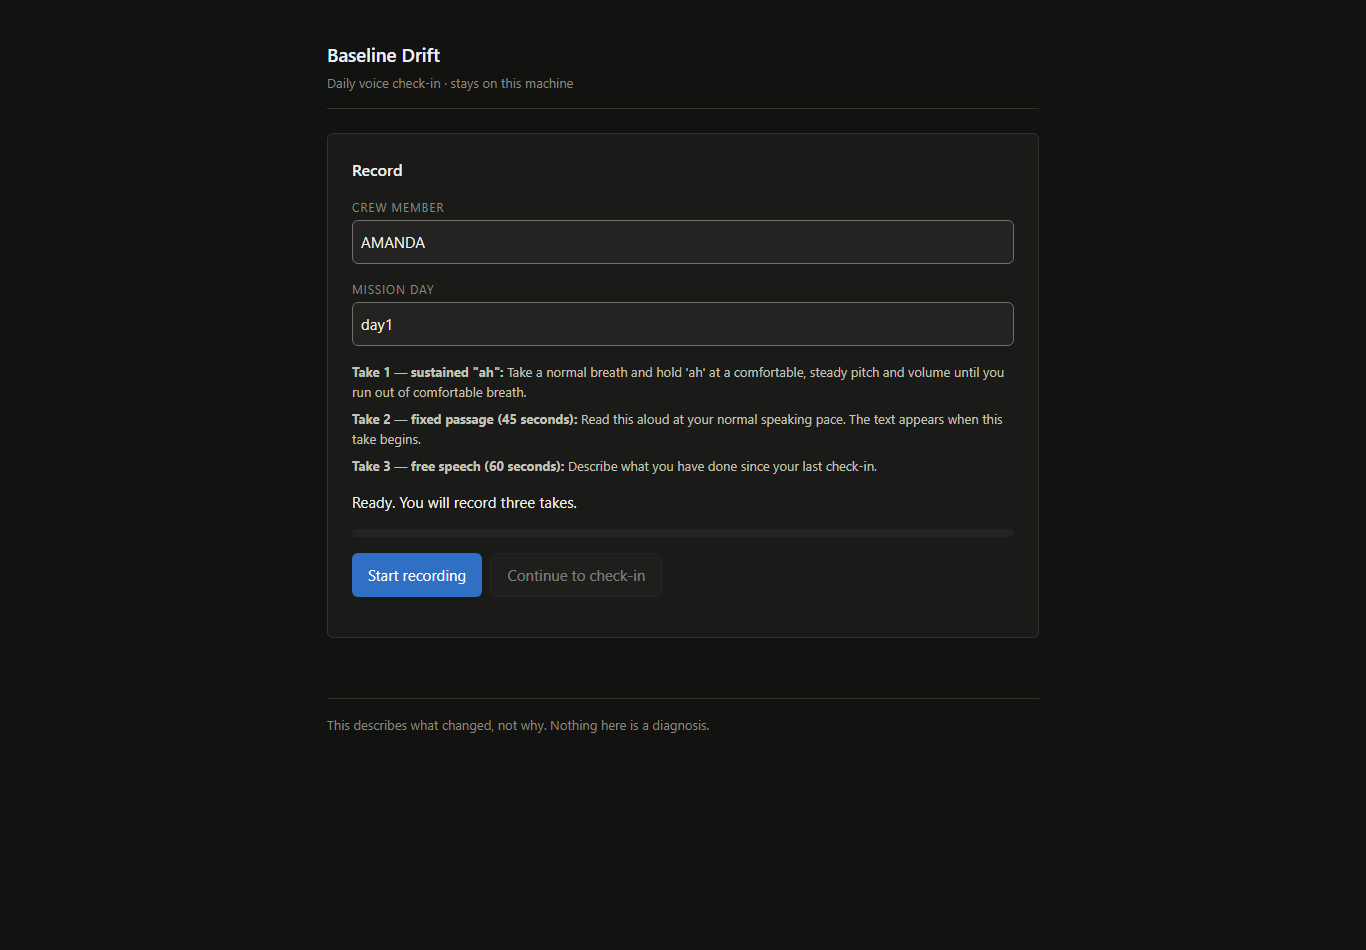 Baseline Drift
Daily voice check-in · stays on this machine
Record
CREW MEMBER
AMANDA
MISSION DAY
day1
Take 1 — sustained "ah": Take a normal breath and hold 'ah' at a comfortable, steady pitch and volume until you
run out of comfortable breath.
Take 2 — fixed passage (45 seconds): Read this aloud at your normal speaking pace. The text appears when this
take begins.
Take 3 — free speech (60 seconds): Describe what you have done since your last check-in.
Ready. You will record three takes.
Start recording
Continue to check-in
This describes what changed, not why. Nothing here is a diagnosis.